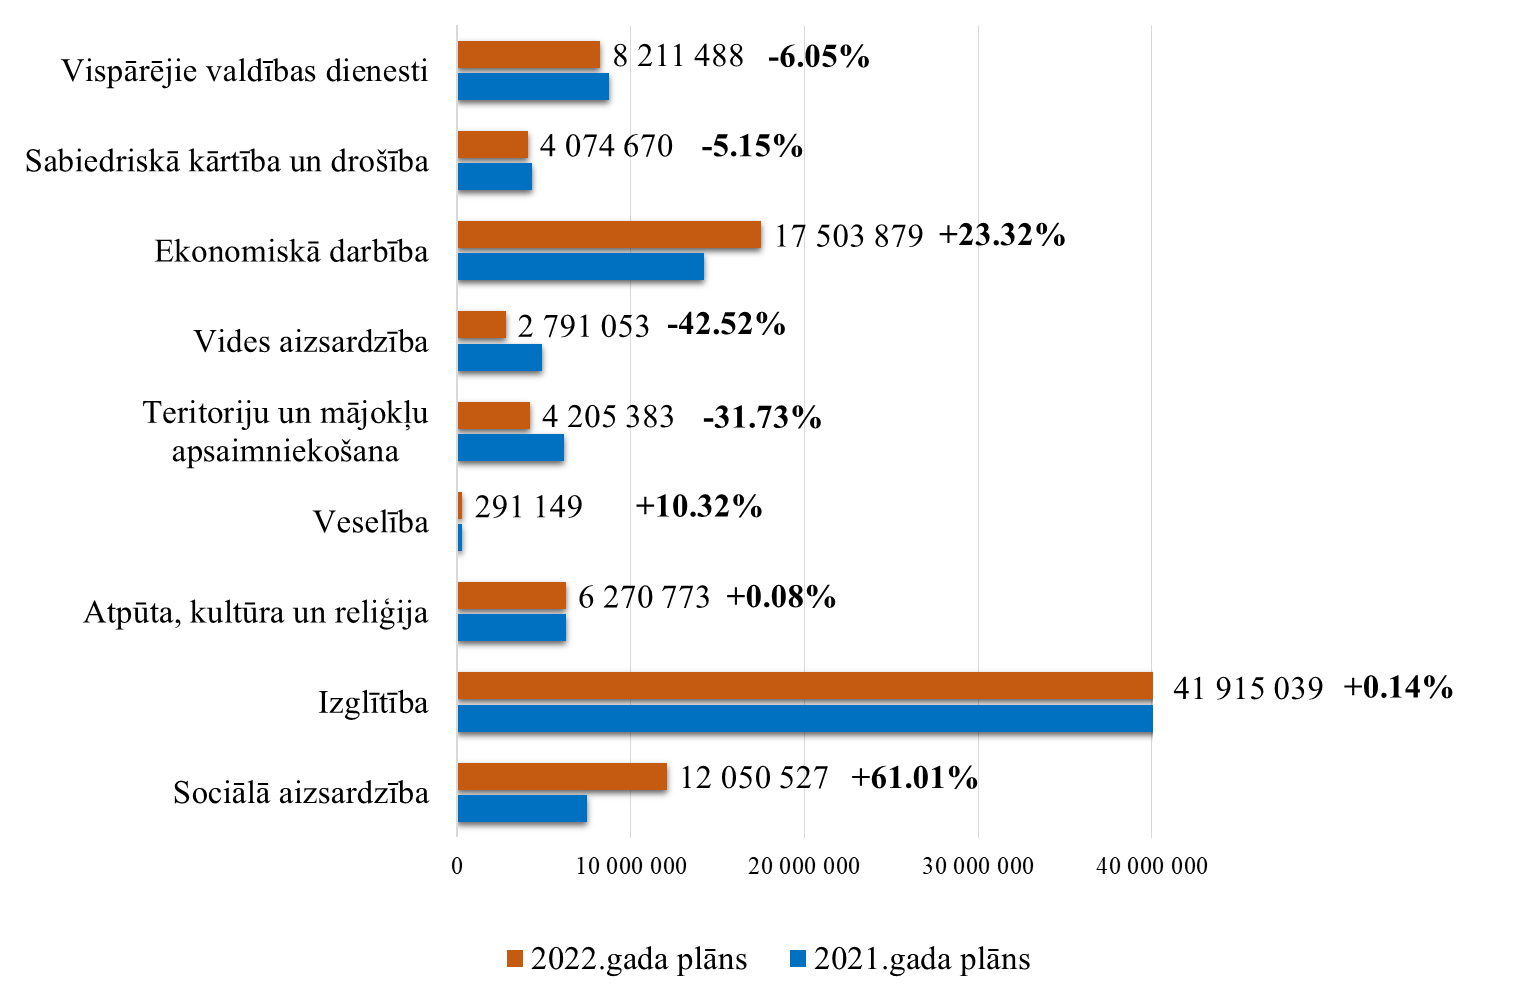 Vispārējie valdības dienesti
8 211 488 -6.05%
Sabiedriskā kārtība un drošība
4 074 670 -5.15%
Ekonomiskā darbība
17 503 879 +23.32%
Vides aizsardzība
2 791 053 -42.52%
Teritoriju un mājokļu
apsaimniekošana
4 205 383 -31.73%
Veselība
291 149 +10.32%
Atpūta, kultūra un reliģija
6 270 773 +0.08%
Izglītība
41 915 039 +0.14%
Sociālā aizsardzība
12 050 527 +61.01%
0 10 000 000 20 000 000 30 000 000 40 000 000
2022.gada plāns 2021.gada plāns